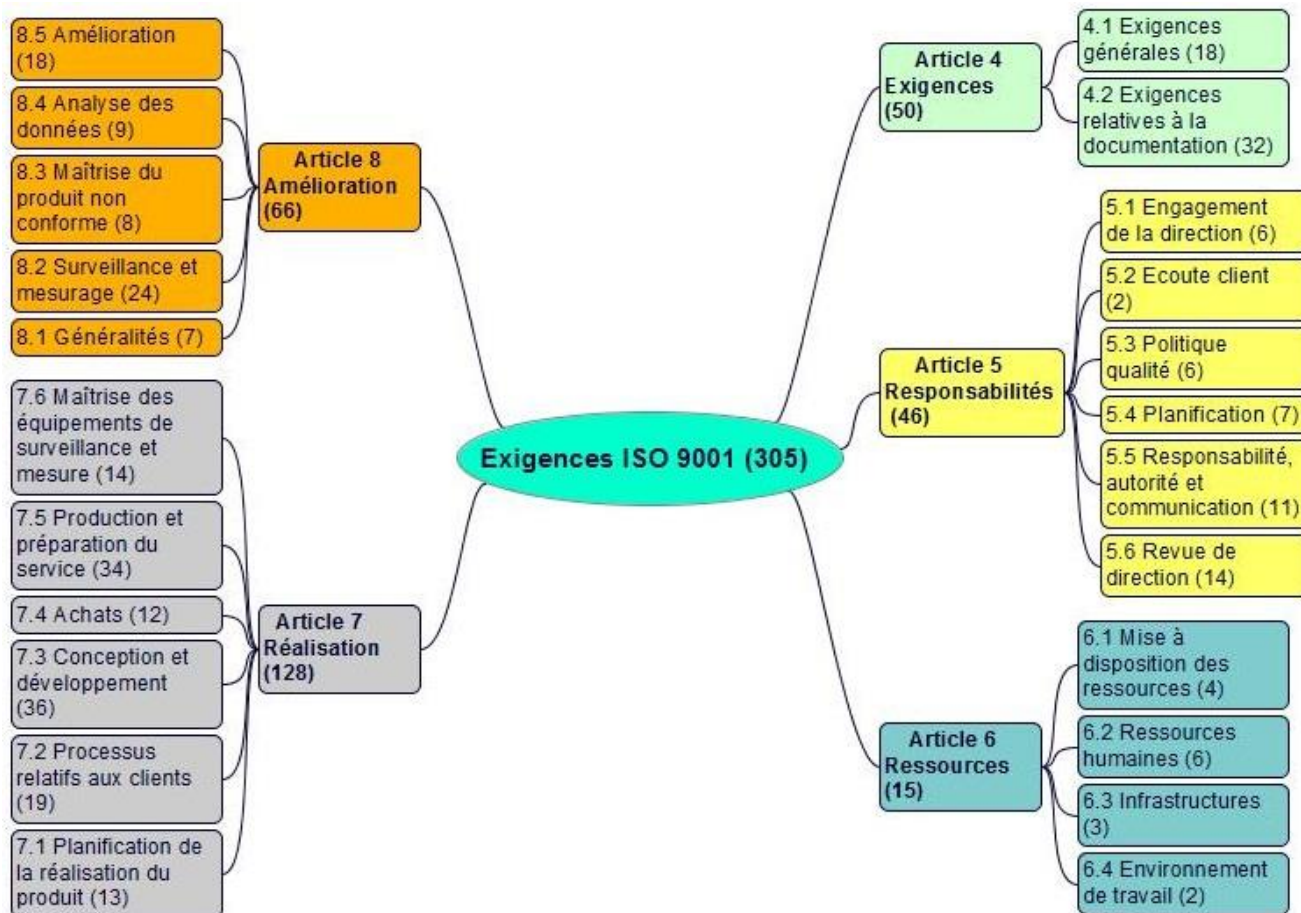 8.5 Amélioration
(18)
8.4 Analyse des
données (9)
8.3 Maîtrise du
produit non
conforme (8)
8.2 Surveillance et
mesurage (24)
8.1 Généralités (7)
Article 8
Amélioration
(66)
7.6 Maîtrise des
équipements de
surveillance et
mesure (14)
7.5 Production et
préparation du
service (34)
7.4 Achats (12)
7.3 Conception et
développement
(36)
7.2 Processus
relatifs aux clients
(19)
7.1 Planification de
la réalisation du
produit (13)
Article 7
Réalisation
(128)
Exigences ISO 9001 (305)
Article 4
Exigences
(50)
4.1 Exigences
générales (18)
4.2 Exigences
relatives à la
documentation (32)
Article 5
Responsabilités
(46)
5.1 Engagement
de la direction (6)
5.2 Ecoute client
(2)
5.3 Politique
qualité (6)
5.4 Planification (7)
5.5 Responsabilité,
autorité et
communication (11)
5.6 Revue de
direction (14)
Article 6
Ressources
(15)
6.1 Mise à
disposition des
ressources (4)
6.2 Ressources
humaines (6)
6.3 Infrastructures
(3)
6.4 Environnement
de travail (2)